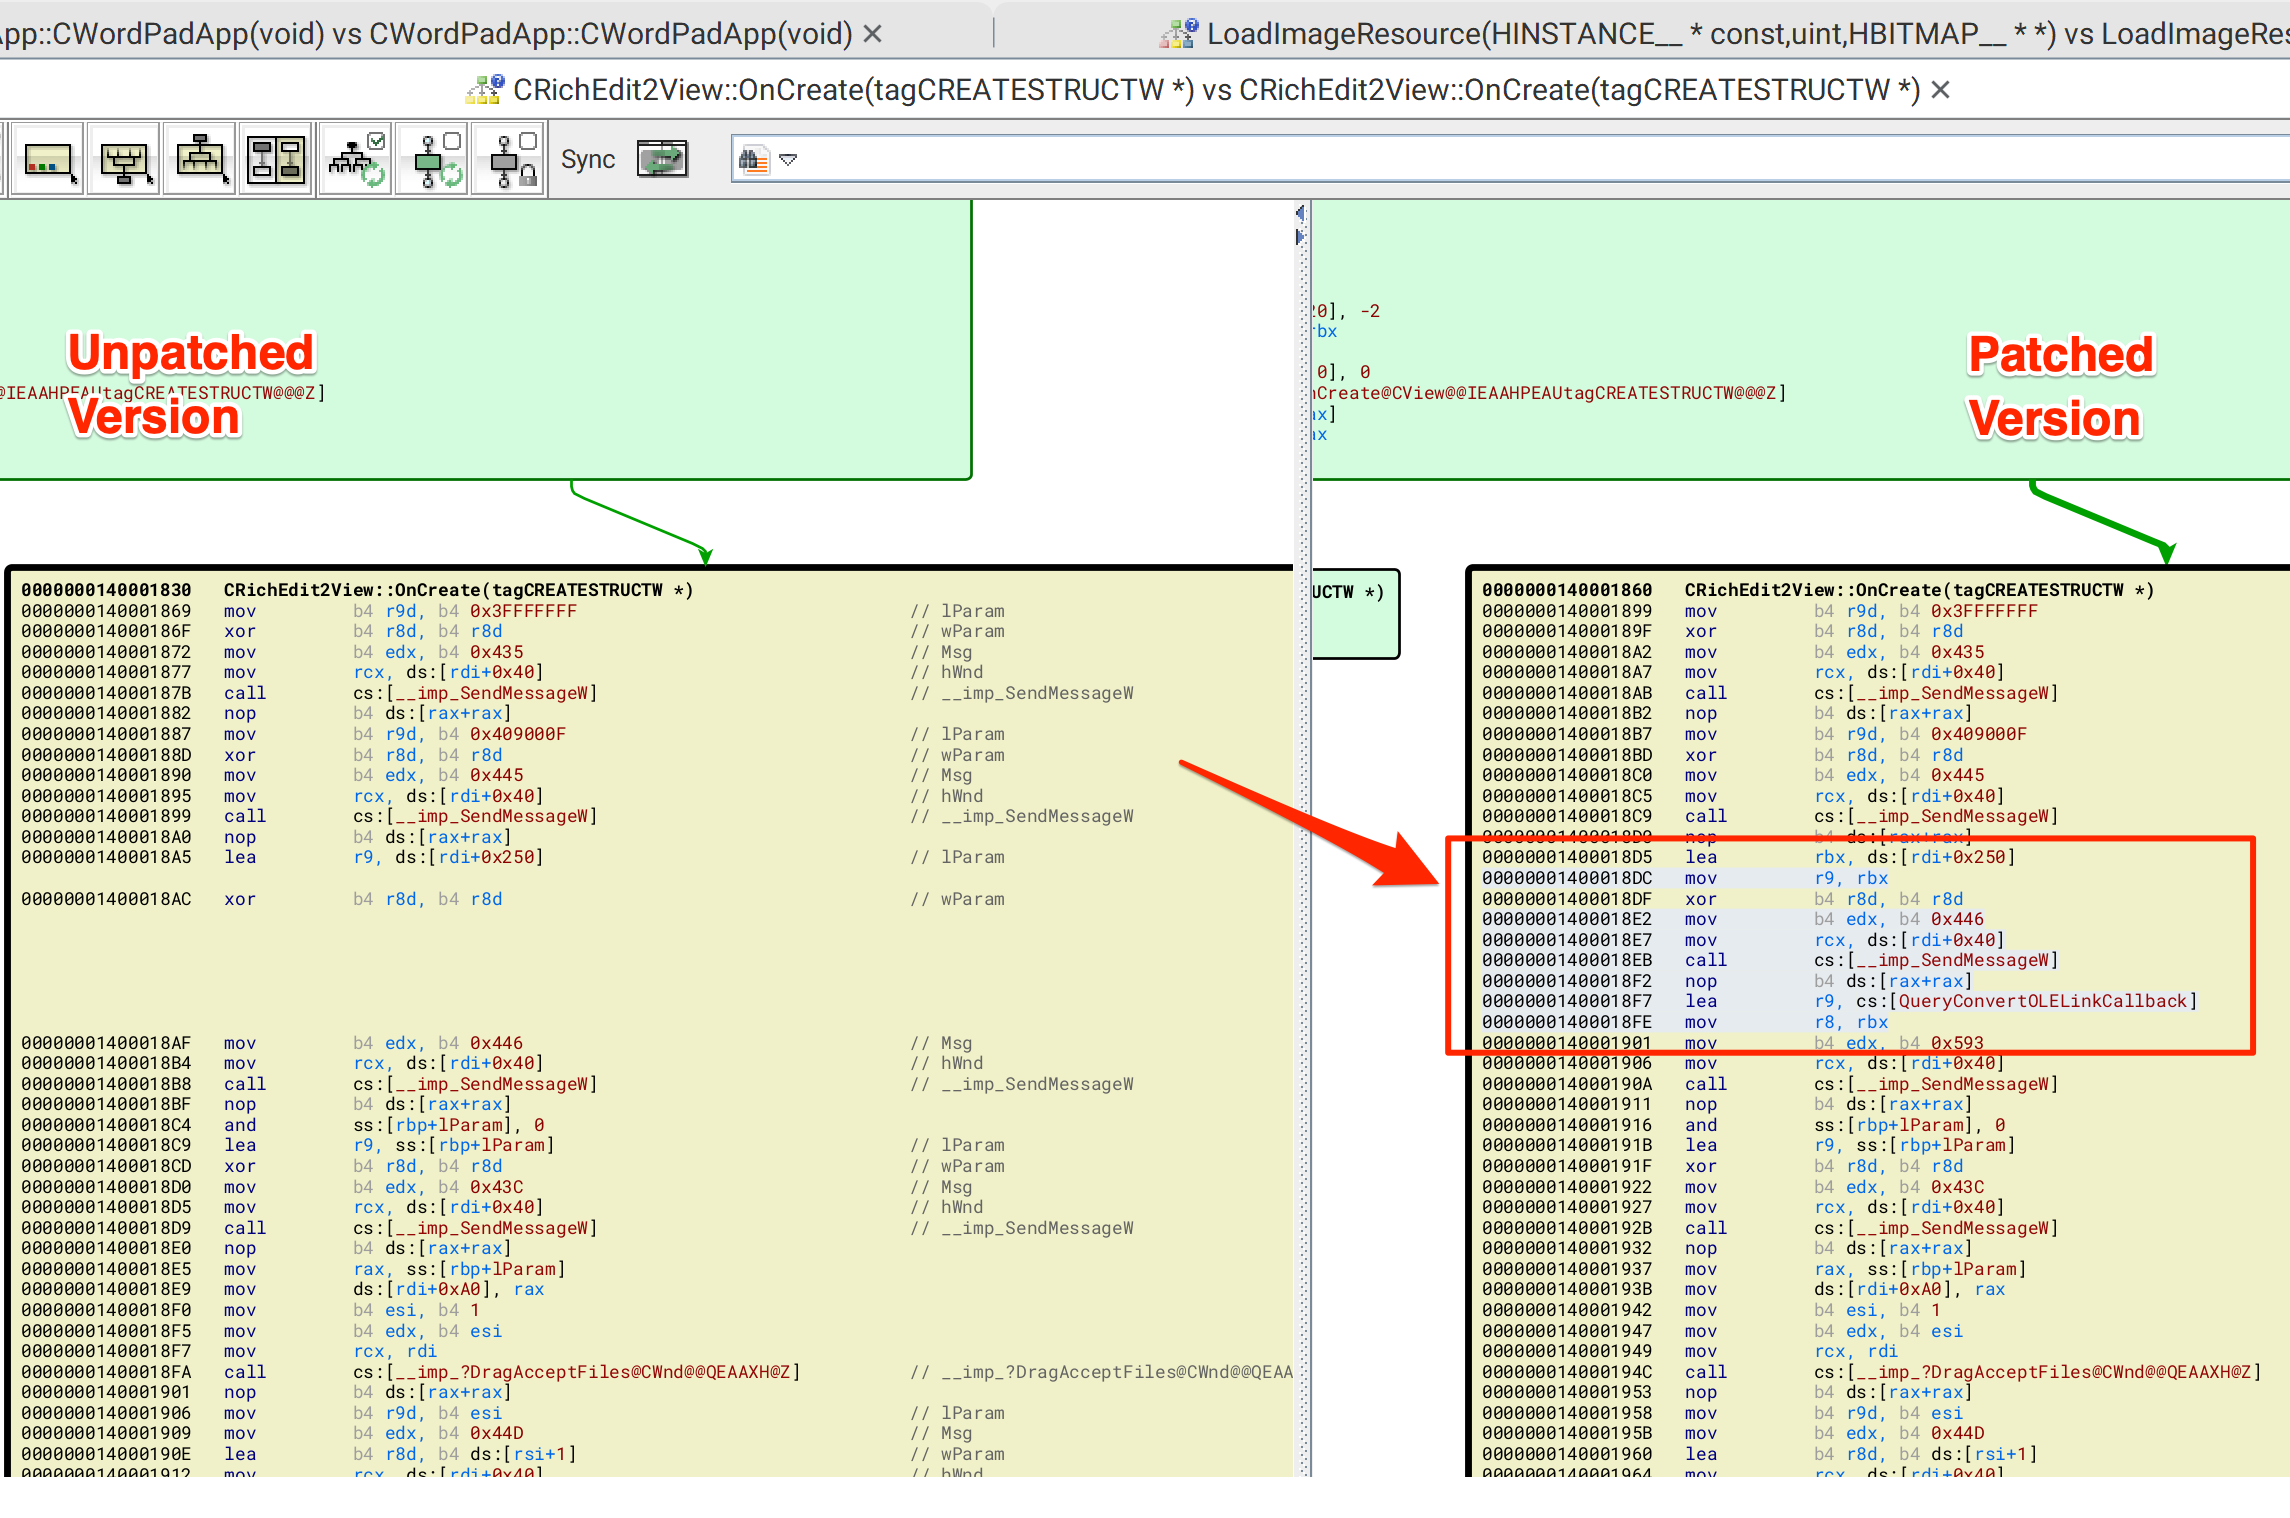 App::CWordPadApp(void) vs CWordPadApp::CWordPadApp(void)
LoadImageResource(HINSTANCE__ * const,uint,HBITMAP__ * *) vs LoadImageRes
CRichEdit2View::OnCreate(tagCREATESTRUCTW *) vs CRichEdit2View::OnCreate(tagCREATESTRUCTW *)
Sync
Unpatched
@IEAAHPEAUtagCREATESTRUCTW@@@Z]
Version
0000000140001830 CRichEdit2View::OnCreate(tagCREATESTRUCTW *)
0000000140001869 mov b4 r9d, b4 0x3FFFFFFF // lParam
000000014000186F xor b4 r8d, b4 r8d // wParam
0000000140001872 mov b4 edx, b4 0x435 // Msg
0000000140001877 mov rcx, ds:[rdi+0x40] // hWnd
000000014000187B call cs:[__imp_SendMessageW] // __imp_SendMessageW
0000000140001882 nop b4 ds:[rax+rax]
0000000140001887 mov b4 r9d, b4 0x409000F // lParam
000000014000188D xor b4 r8d, b4 r8d // wParam
0000000140001890 mov b4 edx, b4 0x445 // Msg
0000000140001895 mov rcx, ds:[rdi+0x40] // hWnd
0000000140001899 call cs:[__imp_SendMessageW] // __imp_SendMessageW
00000001400018A0 nop b4 ds:[rax+rax]
00000001400018A5 lea r9, ds:[rdi+0x250] // lParam
00000001400018AC xor b4 r8d, b4 r8d // wParam
00000001400018AF mov b4 edx, b4 0x446 // Msg
00000001400018B4 mov rcx, ds:[rdi+0x40] // hWnd
00000001400018B8 call cs:[__imp_SendMessageW] // __imp_SendMessageW
00000001400018BF nop b4 ds:[rax+rax]
00000001400018C4 and ss:[rbp+lParam], 0
00000001400018C9 lea r9, ss:[rbp+lParam] // lParam
00000001400018CD xor b4 r8d, b4 r8d // wParam
00000001400018D0 mov b4 edx, b4 0x43C // Msg
00000001400018D5 mov rcx, ds:[rdi+0x40] // hWnd
00000001400018D9 call cs:[__imp_SendMessageW] // __imp_SendMessageW
00000001400018E0 nop b4 ds:[rax+rax]
00000001400018E5 mov rax, ss:[rbp+lParam]
00000001400018E9 mov ds:[rdi+0xA0], rax
00000001400018F0 mov b4 esi, b4 1
00000001400018F5 mov b4 edx, b4 esi
00000001400018F7 mov rcx, rdi
00000001400018FA call cs:[__imp_?DragAcceptFiles@CWnd@@QEAAXH@Z] // __imp_?DragAcceptFiles@CWnd@@QEAA
0000000140001901 nop b4 ds:[rax+rax]
0000000140001906 mov b4 r9d, b4 esi // lParam
0000000140001909 mov b4 edx, b4 0x44D // Msg
000000014000190E lea b4 r8d, b4 ds:[rsi+1] // wParam
0000000140001912 mov rcx, ds:[rdi+0x40] // hWnd
20], -2
rbx
0], 0
nCreate@CView@@IEAAHPEAUtagCREATESTRUCTW@@@Z]
ax]
ax
Patched
Version
UCTW *)
0000000140001860 CRichEdit2View::OnCreate(tagCREATESTRUCTW *)
0000000140001899 mov b4 r9d, b4 0x3FFFFFFF
000000014000189F xor b4 r8d, b4 r8d
00000001400018A2 mov b4 edx, b4 0x435
00000001400018A7 mov rcx, ds:[rdi+0x40]
00000001400018AB call cs:[__imp_SendMessageW]
00000001400018B2 nop b4 ds:[rax+rax]
00000001400018B7 mov b4 r9d, b4 0x409000F
00000001400018BD xor b4 r8d, b4 r8d
00000001400018C0 mov b4 edx, b4 0x445
00000001400018C5 mov rcx, ds:[rdi+0x40]
00000001400018C9 call cs:[__imp_SendMessageW]
00000001400018D0 nop b4 ds:[rax+rax]
00000001400018D5 lea rbx, ds:[rdi+0x250]
00000001400018DC mov r9, rbx
00000001400018DF xor b4 r8d, b4 r8d
00000001400018E2 mov b4 edx, b4 0x446
00000001400018E7 mov rcx, ds:[rdi+0x40]
00000001400018EB call cs:[__imp_SendMessageW]
00000001400018F2 nop b4 ds:[rax+rax]
00000001400018F7 lea r9, cs:[QueryConvertOLELinkCallback]
00000001400018FE mov r8, rbx
0000000140001901 mov b4 edx, b4 0x593
0000000140001906 mov rcx, ds:[rdi+0x40]
000000014000190A call cs:[__imp_SendMessageW]
0000000140001911 nop b4 ds:[rax+rax]
0000000140001916 and ss:[rbp+lParam], 0
000000014000191B lea r9, ss:[rbp+lParam]
000000014000191F xor b4 r8d, b4 r8d
0000000140001922 mov b4 edx, b4 0x43C
0000000140001927 mov rcx, ds:[rdi+0x40]
000000014000192B call cs:[__imp_SendMessageW]
0000000140001932 nop b4 ds:[rax+rax]
0000000140001937 mov rax, ss:[rbp+lParam]
000000014000193B mov ds:[rdi+0xA0], rax
0000000140001942 mov b4 esi, b4 1
0000000140001947 mov b4 edx, b4 esi
0000000140001949 mov rcx, rdi
000000014000194C call cs:[__imp_?DragAcceptFiles@CWnd@@QEAAXH@Z]
0000000140001953 nop b4 ds:[rax+rax]
0000000140001958 mov b4 r9d, b4 esi
000000014000195B mov b4 edx, b4 0x44D
0000000140001960 lea b4 r8d, b4 ds:[rsi+1]
0000000140001964 mov rcx, ds:[rdi+0x40]